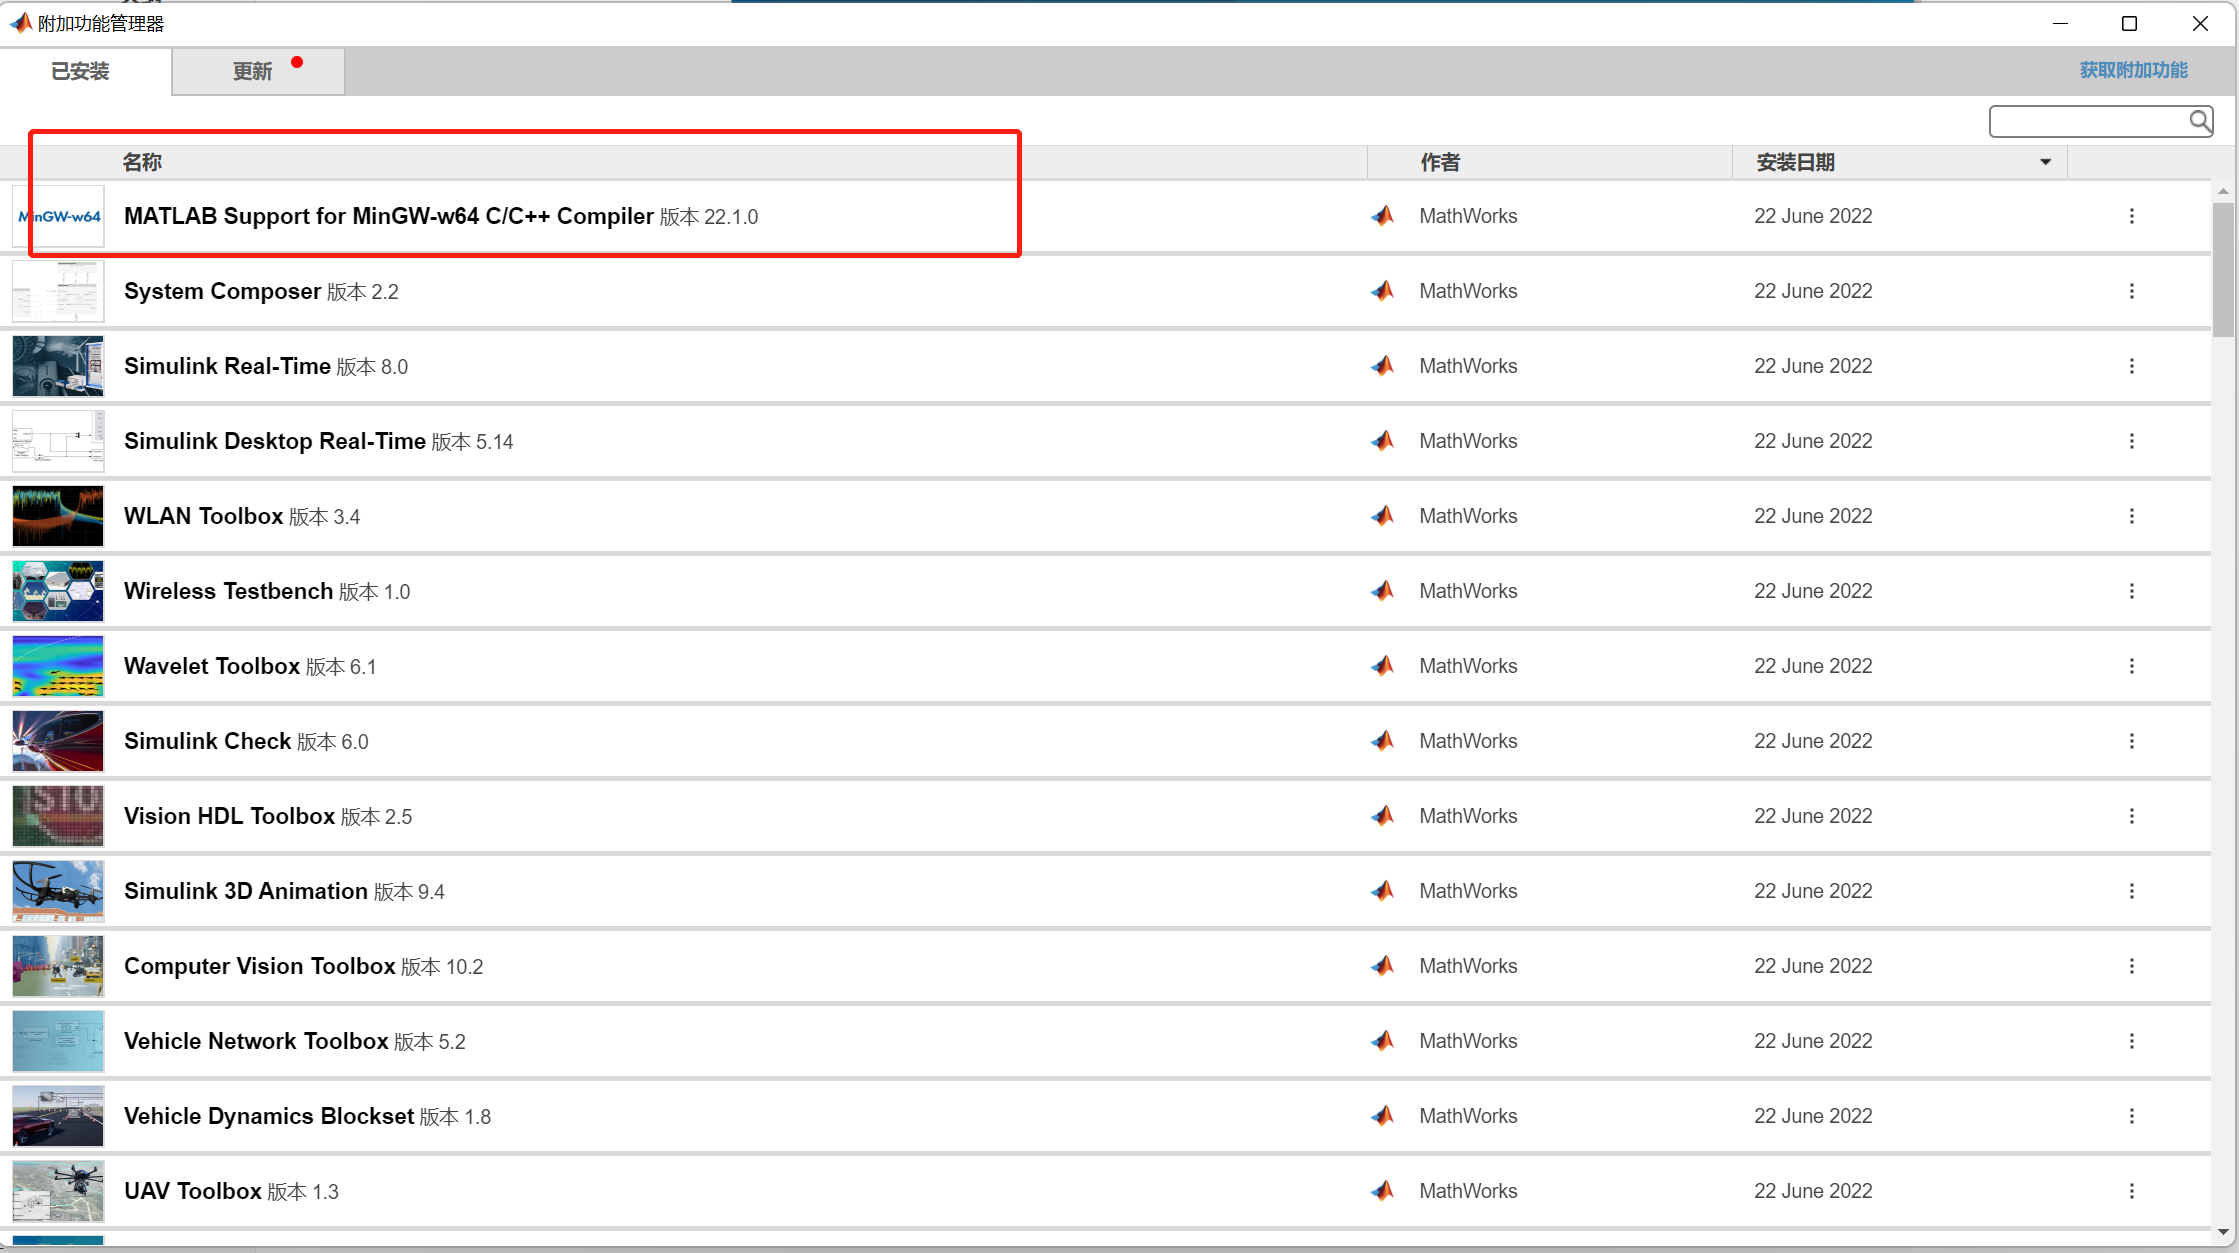 附加功能管理器
已安装 更新 获取附加功能
名称 作者 安装日期
MinGW-w64 MATLAB Support for MinGW-w64 C/C++ Compiler 版本 22.1.0 MathWorks 22 June 2022
System Composer 版本 2.2 MathWorks 22 June 2022
Simulink Real-Time 版本 8.0 MathWorks 22 June 2022
Simulink Desktop Real-Time 版本 5.14 MathWorks 22 June 2022
WLAN Toolbox 版本 3.4 MathWorks 22 June 2022
Wireless Testbench 版本 1.0 MathWorks 22 June 2022
Wavelet Toolbox 版本 6.1 MathWorks 22 June 2022
Simulink Check 版本 6.0 MathWorks 22 June 2022
Vision HDL Toolbox 版本 2.5 MathWorks 22 June 2022
Simulink 3D Animation 版本 9.4 MathWorks 22 June 2022
Computer Vision Toolbox 版本 10.2 MathWorks 22 June 2022
Vehicle Network Toolbox 版本 5.2 MathWorks 22 June 2022
Vehicle Dynamics Blockset 版本 1.8 MathWorks 22 June 2022
UAV Toolbox 版本 1.3 MathWorks 22 June 2022